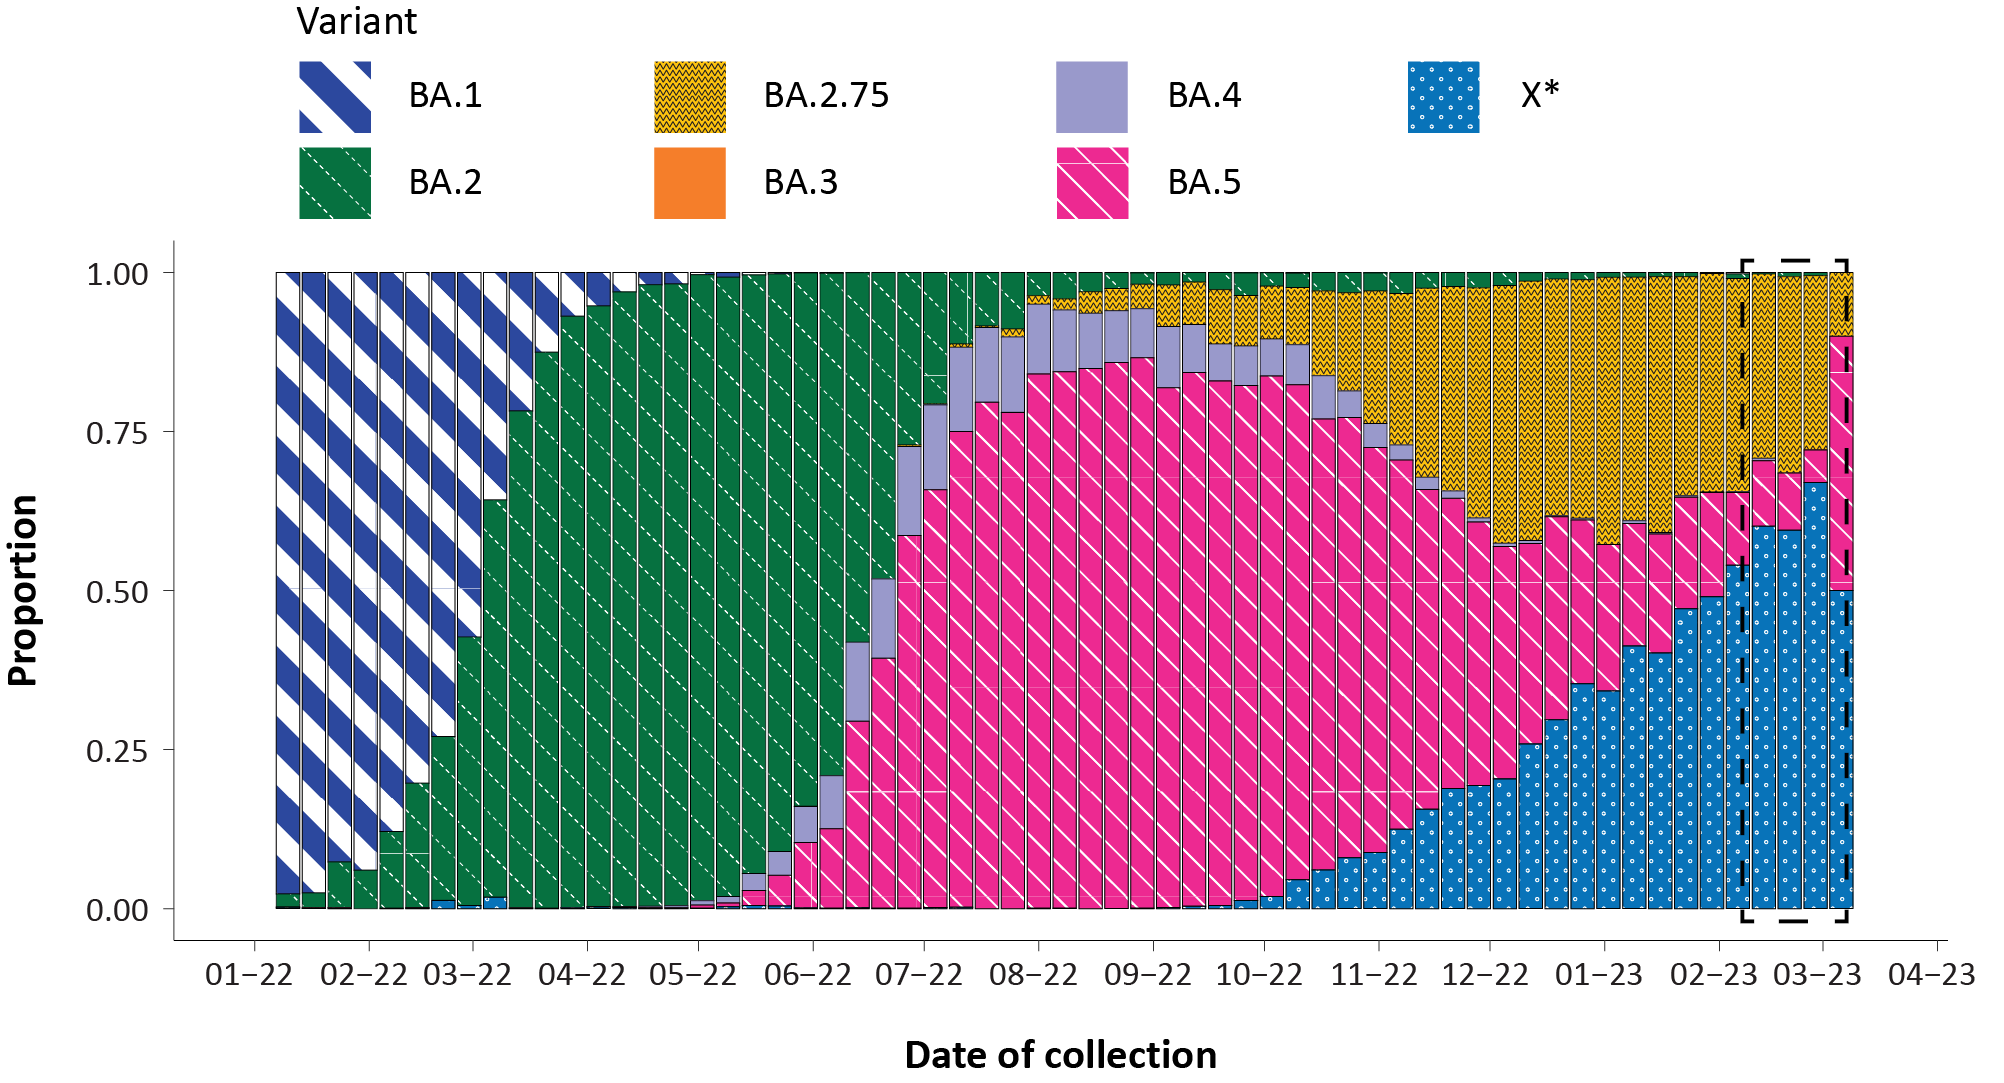 Variant
BA.1 BA.2.75 BA.4 X*
BA.2 BA.3 BA.5
1.00
0.75
0.50
0.25
0.00
Proportion
01–22 02–22 03–22 04–22 05–22 06–22 07–22 08–22 09–22 10–22 11–22 12–22 01–23 02–23 03–23 04–23
Date of collection